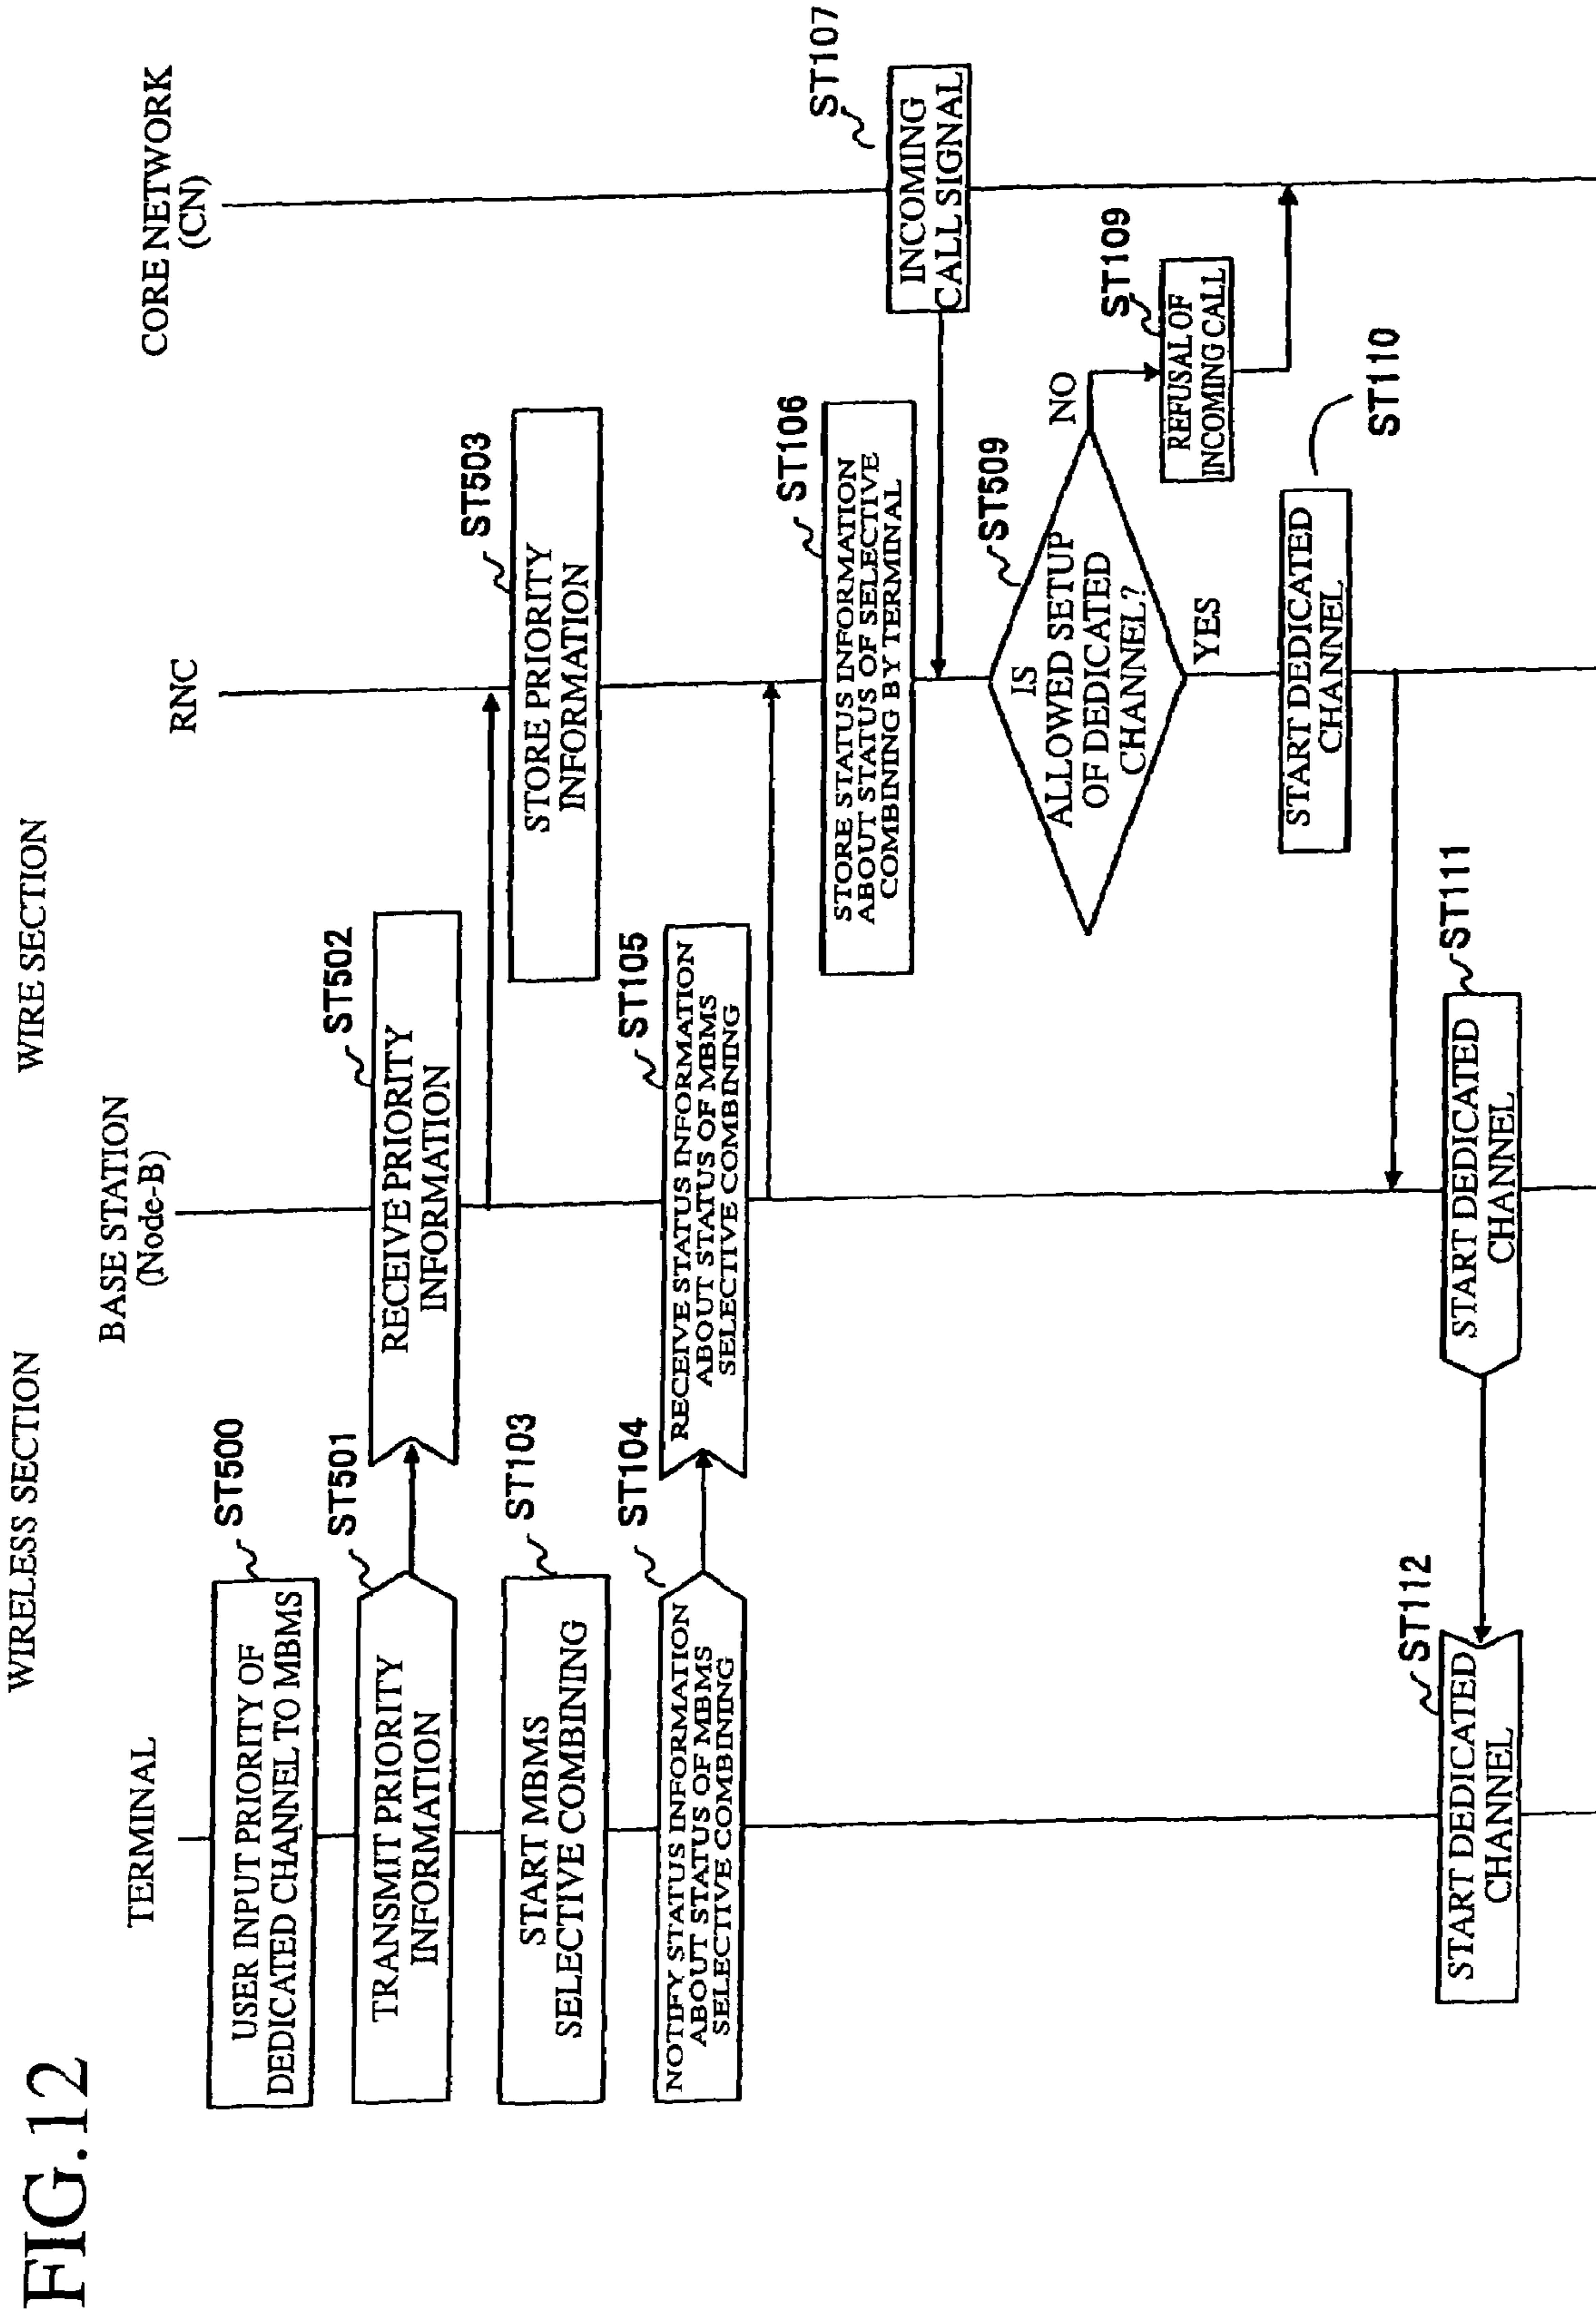 FIG.12
WIRELESS SECTION
WIRE SECTION
TERMINAL
BASE STATION
(Node-B)
RNC
CORE NETWORK
(CN)
ST500
USER INPUT PRIORITY OF
DEDICATED CHANNEL TO MBMS
ST501
TRANSMIT PRIORITY
INFORMATION
ST502
RECEIVE PRIORITY
INFORMATION
ST503
STORE PRIORITY
INFORMATION
ST103
START MBMS
SELECTIVE COMBINING
ST104
NOTIFY STATUS INFORMATION
ABOUT STATUS OF MBMS
SELECTIVE COMBINING
ST105
RECEIVE STATUS INFORMATION
ABOUT STATUS OF MBMS
SELECTIVE COMBINING
ST106
STORE STATUS INFORMATION
ABOUT STATUS OF SELECTIVE
COMBINING BY TERMINAL
ST107
INCOMING
CALL SIGNAL
ST509
IS
ALLOWED SETUP
OF DEDICATED
CHANNEL?
NO
YES
ST109
REFUSAL OF
INCOMING CALL
ST110
START DEDICATED
CHANNEL
ST111
START DEDICATED
CHANNEL
ST112
START DEDICATED
CHANNEL